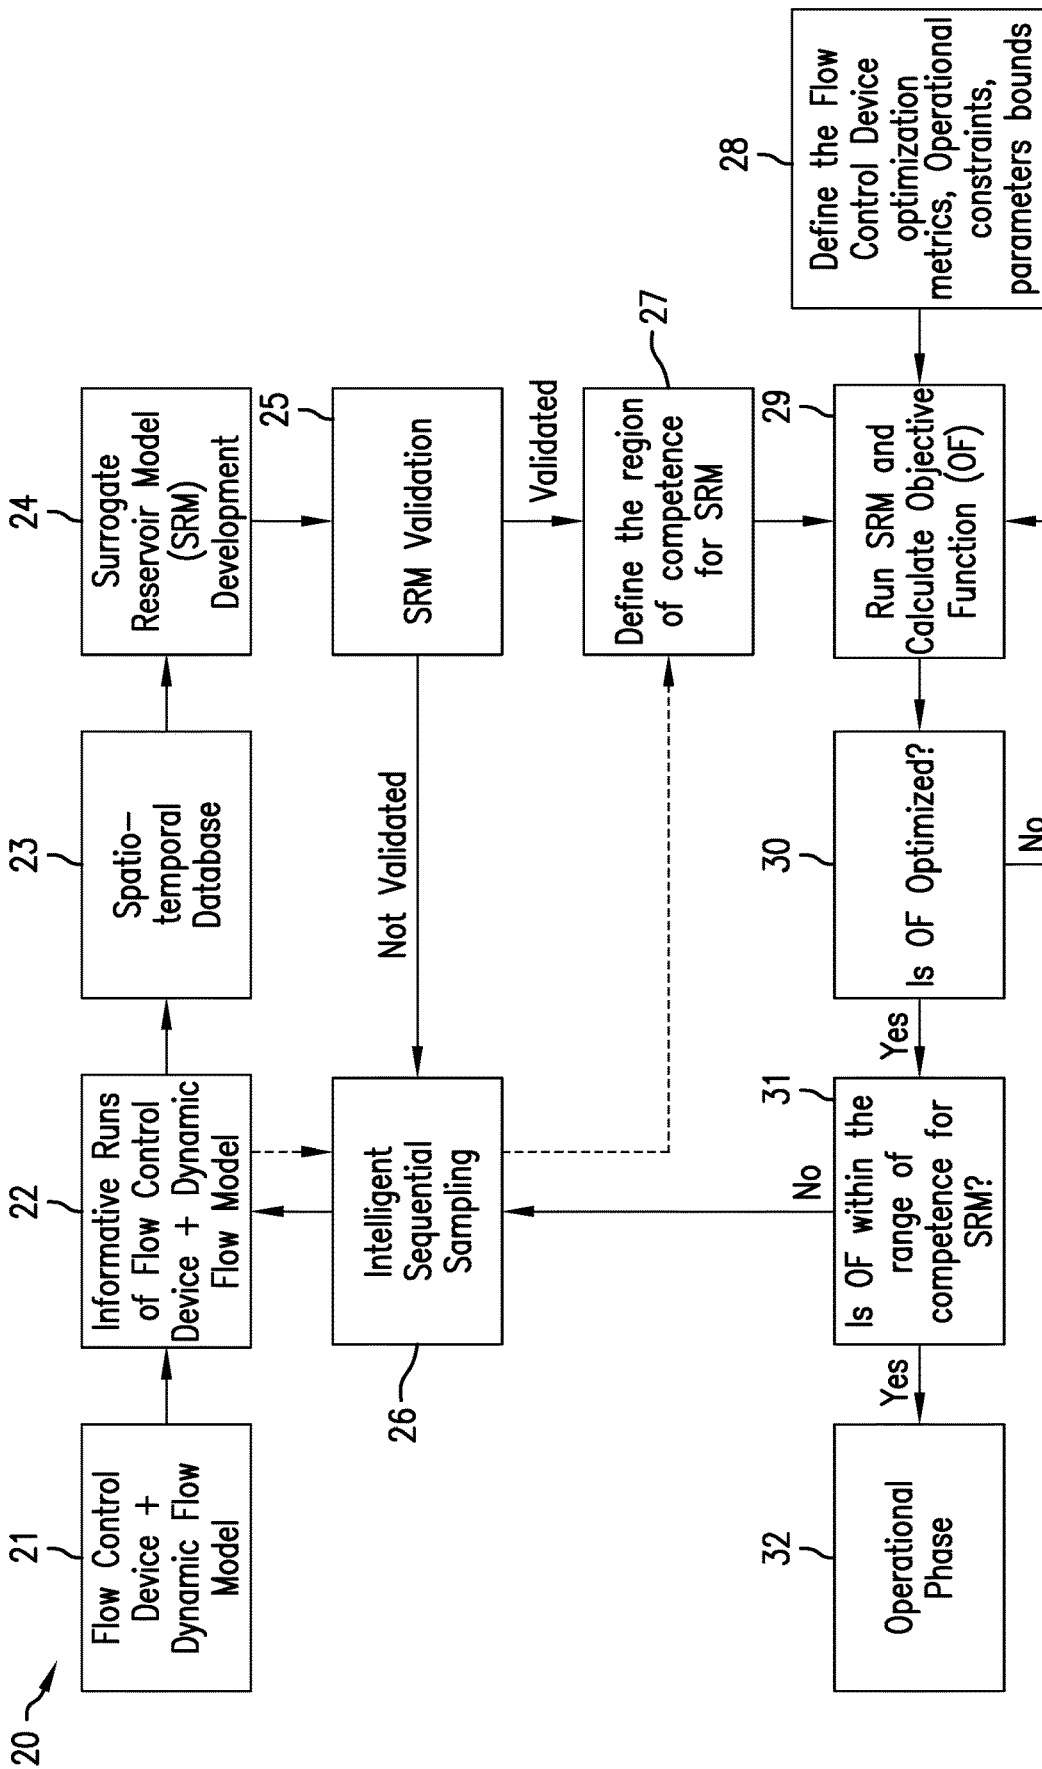 20
21
Flow Control
Device +
Dynamic Flow
Model
22
Informative Runs
of Flow Control
Device + Dynamic
Flow Model
23
Spatio-
temporal
Database
24
Surrogate
Reservoir Model
(SRM)
Development
25
SRM Validation
Not Validated
Validated
26
Intelligent
Sequential
Sampling
27
Define the region
of competence
for SRM
28
Define the Flow
Control Device
optimization
metrics, Operational
constraints,
parameters bounds
29
Run SRM and
Calculate Objective
Function (OF)
30
Is OF Optimized?
No
Yes
31
Is OF within the
range of
competence for
SRM?
No
Yes
32
Operational
Phase